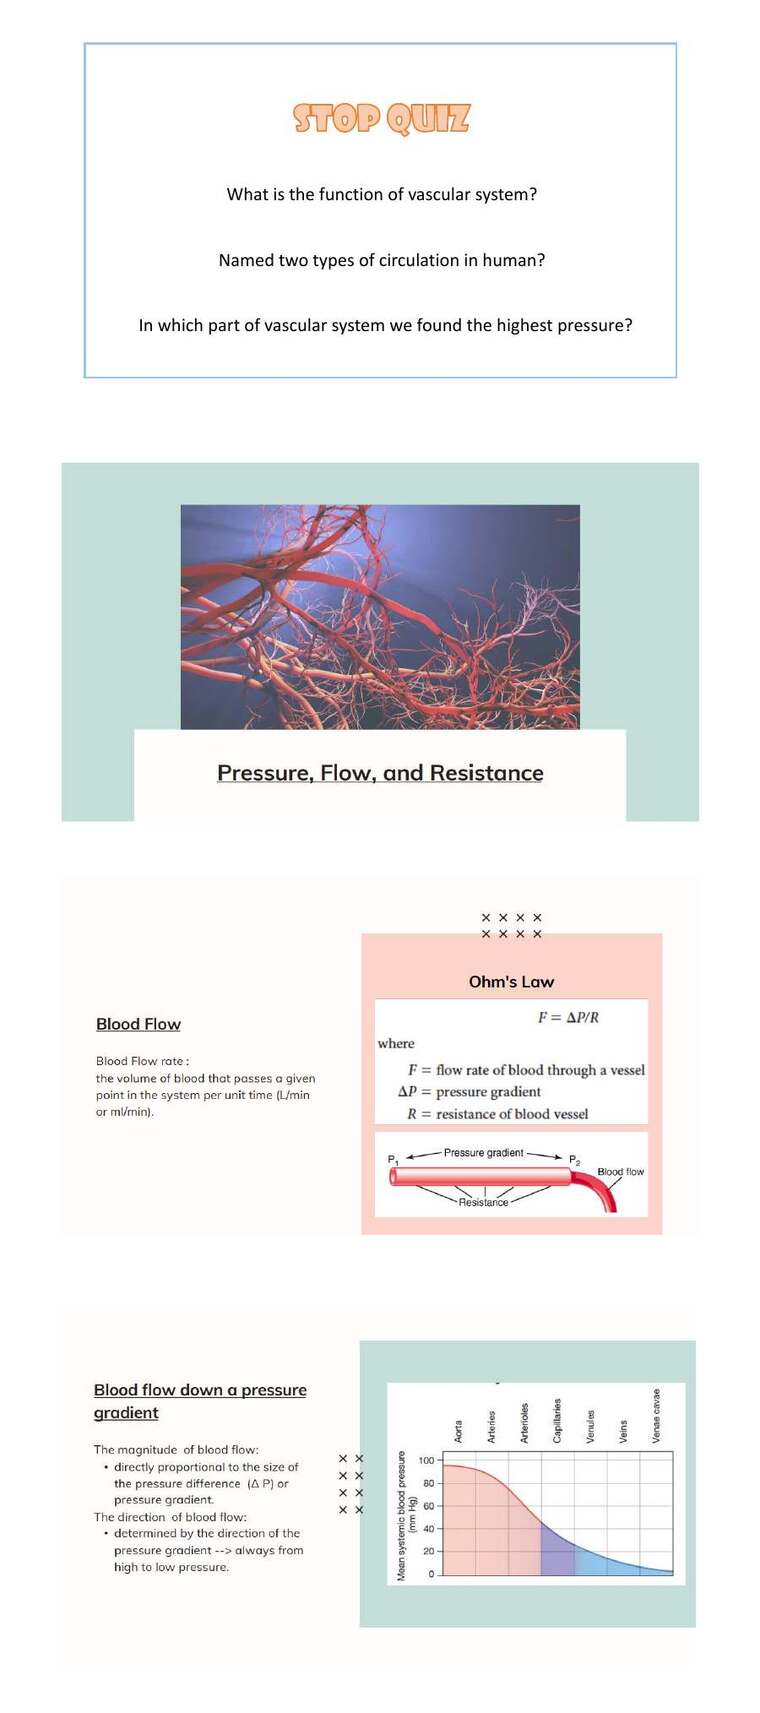 STOP QUIZ
What is the function of vascular system?
Named two types of circulation in human?
In which part of vascular system we found the highest pressure?
Pressure, Flow, and Resistance
Blood Flow
Blood Flow rate :
the volume of blood that passes a given
point in the system per unit time (L/min
or ml/min).
Ohm's Law
F = ΔP/R
where
F = flow rate of blood through a vessel
ΔP = pressure gradient
R = resistance of blood vessel
P1
Pressure gradient
P2
Blood flow
Resistance
Blood flow down a pressure
gradient
The magnitude of blood flow:
• directly proportional to the size of
the pressure difference (Δ P) or
pressure gradient.
The direction of blood flow:
• determined by the direction of the
pressure gradient --> always from
high to low pressure.
Aorta
Arteries
Arterioles
Capillaries
Venules
Veins
Venae cavae
Mean systemic blood pressure
(mm Hg)
100
80
60
40
20
0